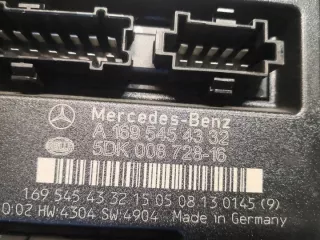 Mercedes-Benz
A 169 545 43 32
5DK 008 728-16
169 545 43 32 15 05 08 13 0145 (9)
0:02 HW:4304 SW:4904 Made in Germany